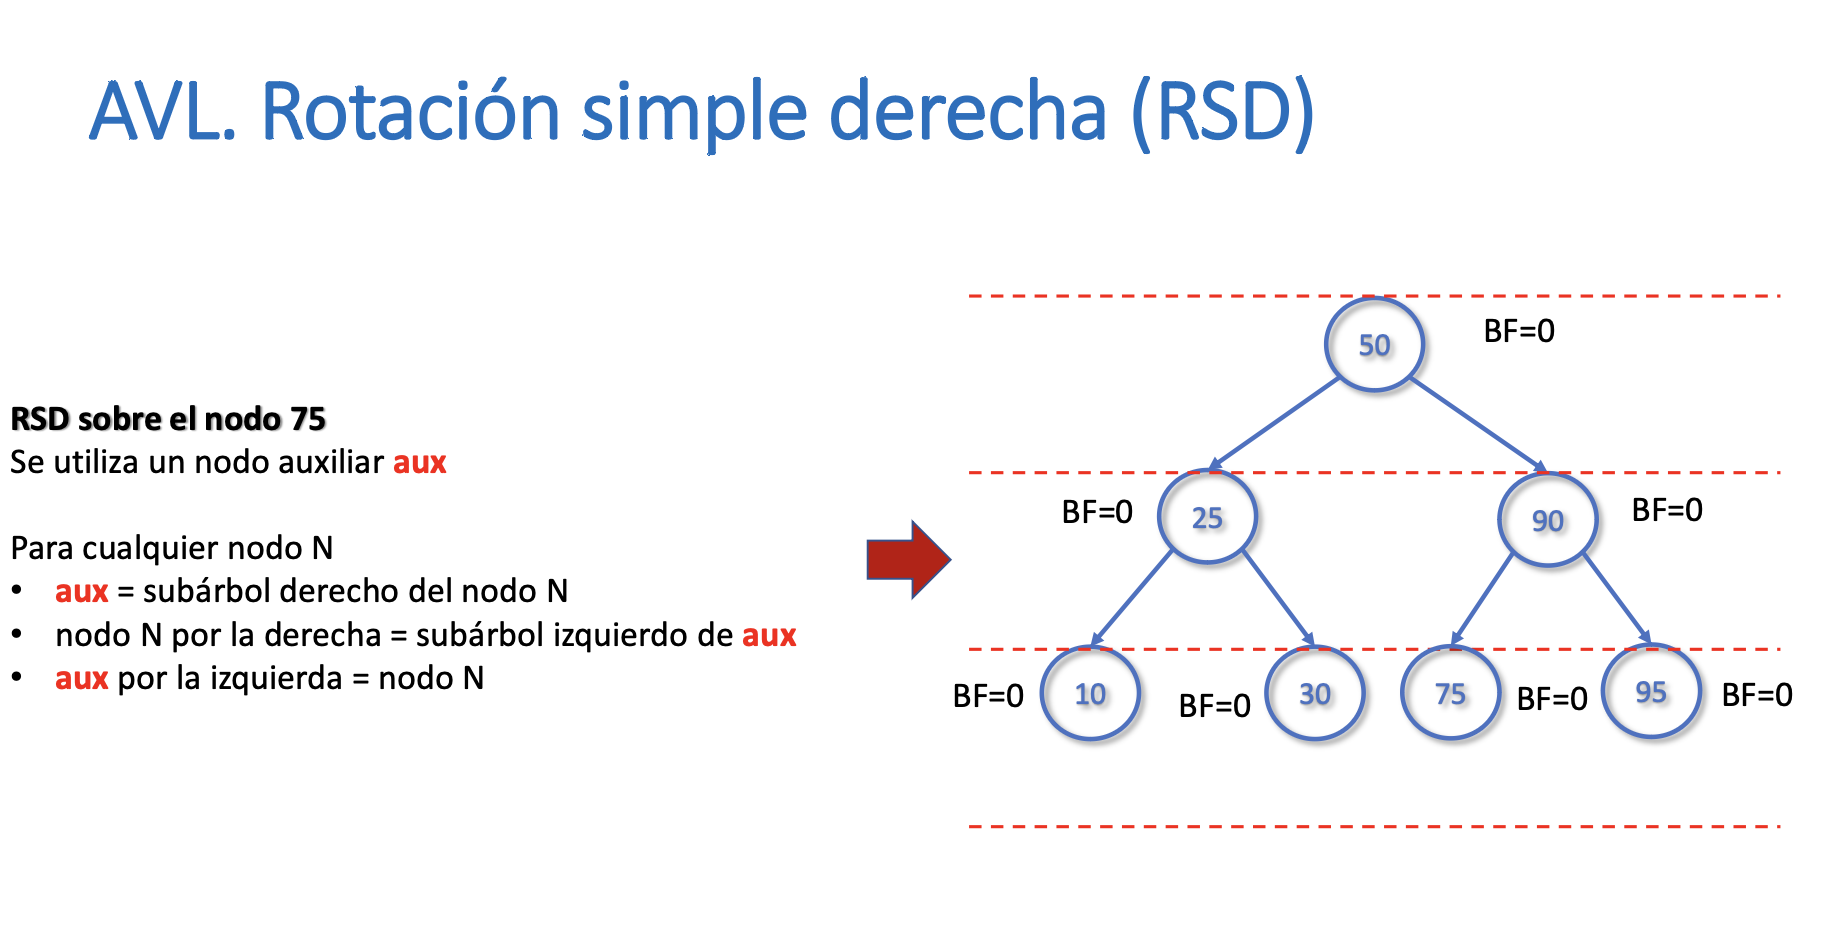 AVL. Rotación simple derecha (RSD)
RSD sobre el nodo 75
Se utiliza un nodo auxiliar aux
Para cualquier nodo N
• aux = subárbol derecho del nodo N
• nodo N por la derecha = subárbol izquierdo de aux
• aux por la izquierda = nodo N
50 BF=0
BF=0 25 90 BF=0
BF=0 10 BF=0 30 75 BF=0 95 BF=0